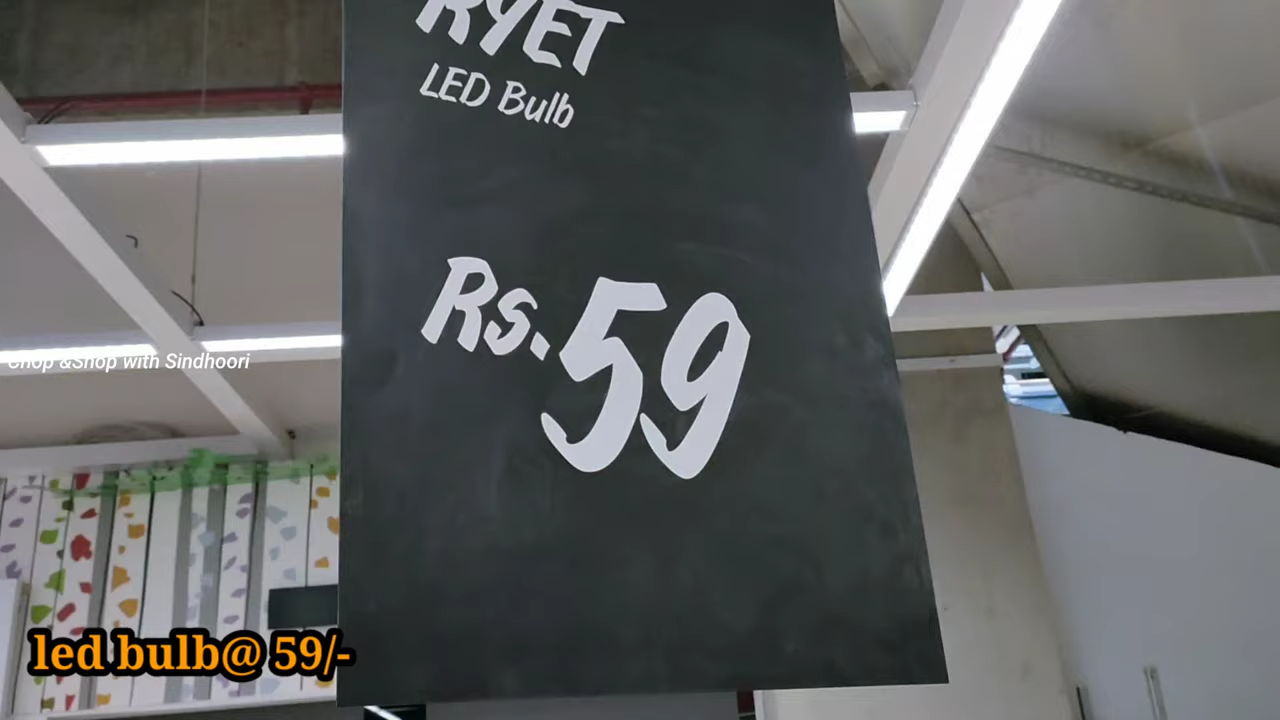 RYET
LED Bulb
Rs.59
Chop &Shop with Sindhoori
led bulb@ 59/-